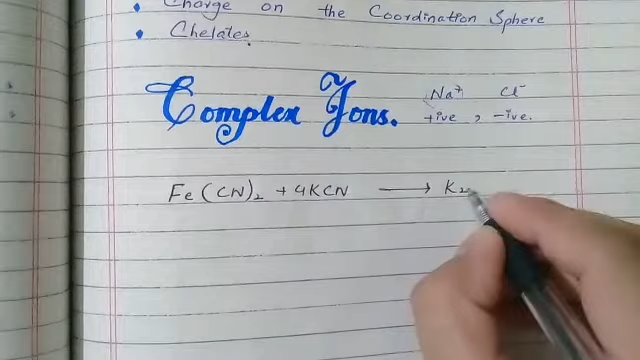 • Charge on the Coordination Sphere
• Chelates.
Complex Ions.
Na⁺ Cl⁻
+ive, -ive.
Fe(CN)₂ + 4KCN ⟶ K